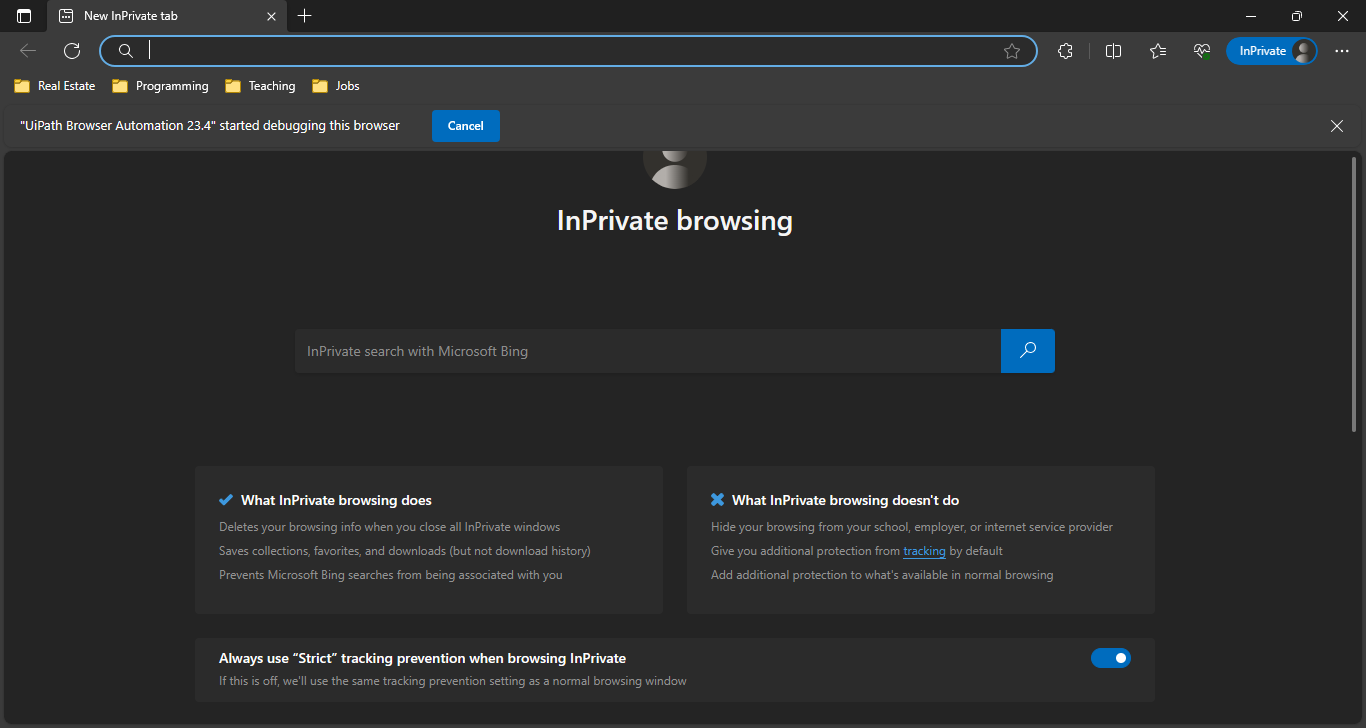 New InPrivate tab
InPrivate
Real Estate Programming Teaching Jobs
"UiPath Browser Automation 23.4" started debugging this browser Cancel
InPrivate browsing
InPrivate search with Microsoft Bing
What InPrivate browsing does
Deletes your browsing info when you close all InPrivate windows
Saves collections, favorites, and downloads (but not download history)
Prevents Microsoft Bing searches from being associated with you
What InPrivate browsing doesn't do
Hide your browsing from your school, employer, or internet service provider
Give you additional protection from tracking by default
Add additional protection to what's available in normal browsing
Always use “Strict” tracking prevention when browsing InPrivate
If this is off, we'll use the same tracking prevention setting as a normal browsing window